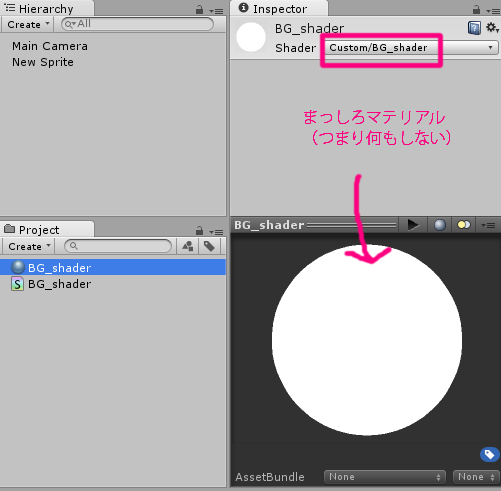 Hierarchy
Create
All
Main Camera
New Sprite
Inspector
BG_shader
Shader
Custom/BG_shader
まっしろマテリアル
（つまり何もしない）
Project
Create
BG_shader
S BG_shader
BG_shader
AssetBundle
None
None